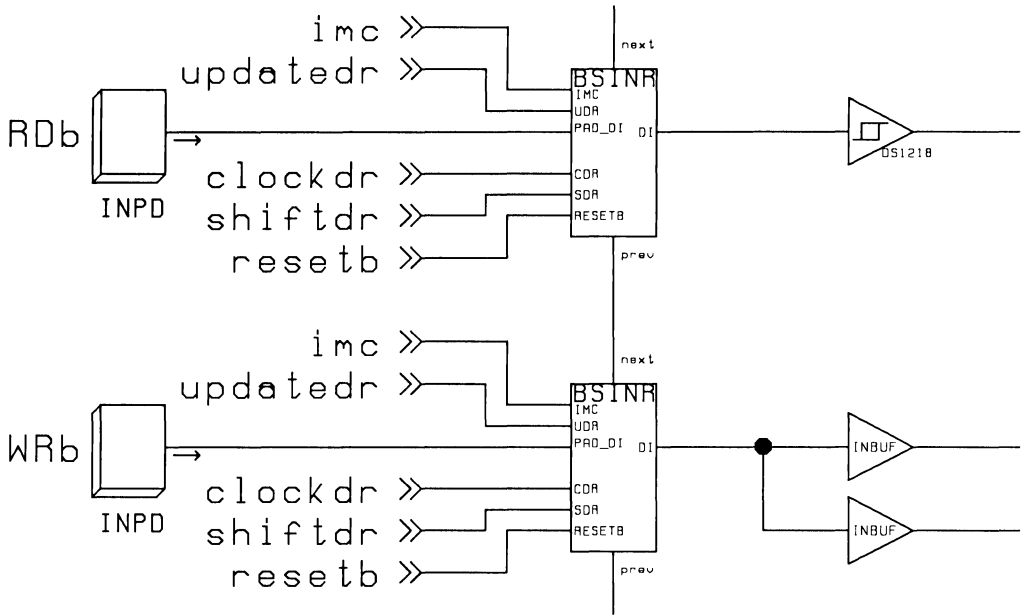 imc
next
updatedr
BSINR
IMC
UDR
RDb
PAD_DI
DI
DS1218
INPD
clockdr
CDR
shiftdr
SDR
RESETB
resetb
prev
imc
next
updatedr
BSINR
IMC
UDR
WRb
PAD_DI
DI
INBUF
INPD
clockdr
CDR
shiftdr
SDR
RESETB
INBUF
resetb
prev